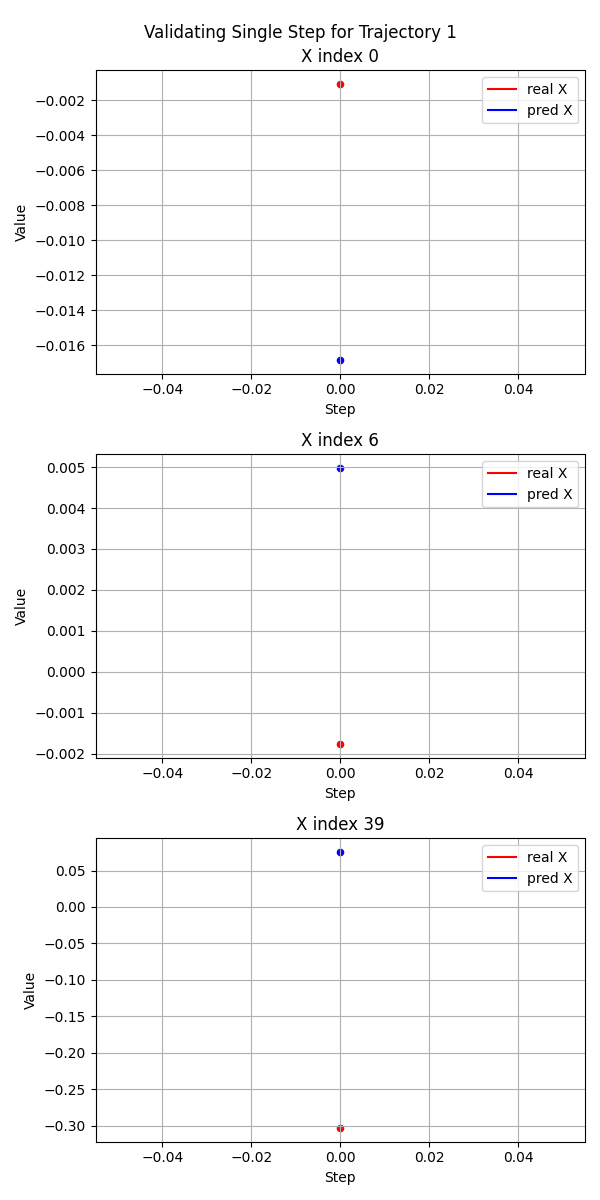 Validating Single Step for Trajectory 1
X index 0
real X
pred X
−0.002
−0.004
−0.006
−0.008
−0.010
−0.012
−0.014
−0.016
Value
−0.04 −0.02 0.00 0.02 0.04
Step
X index 6
real X
pred X
0.005
0.004
0.003
0.002
0.001
0.000
−0.001
−0.002
Value
−0.04 −0.02 0.00 0.02 0.04
Step
X index 39
real X
pred X
0.05
0.00
−0.05
−0.10
−0.15
−0.20
−0.25
−0.30
Value
−0.04 −0.02 0.00 0.02 0.04
Step